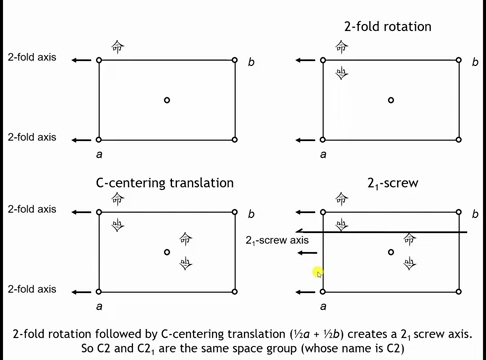 2-fold rotation
2-fold axis
b
b
2-fold axis
a
a
C-centering translation
2₁-screw
2-fold axis
b
b
2₁-screw axis
2-fold axis
a
a
2-fold rotation followed by C-centering translation (½a + ½b) creates a 2₁ screw axis.
So C2 and C2₁ are the same space group (whose name is C2)